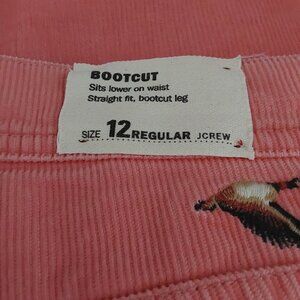 BOOTCUT
Sits lower on waist
Straight fit, bootcut leg
SIZE 12 REGULAR JCREW